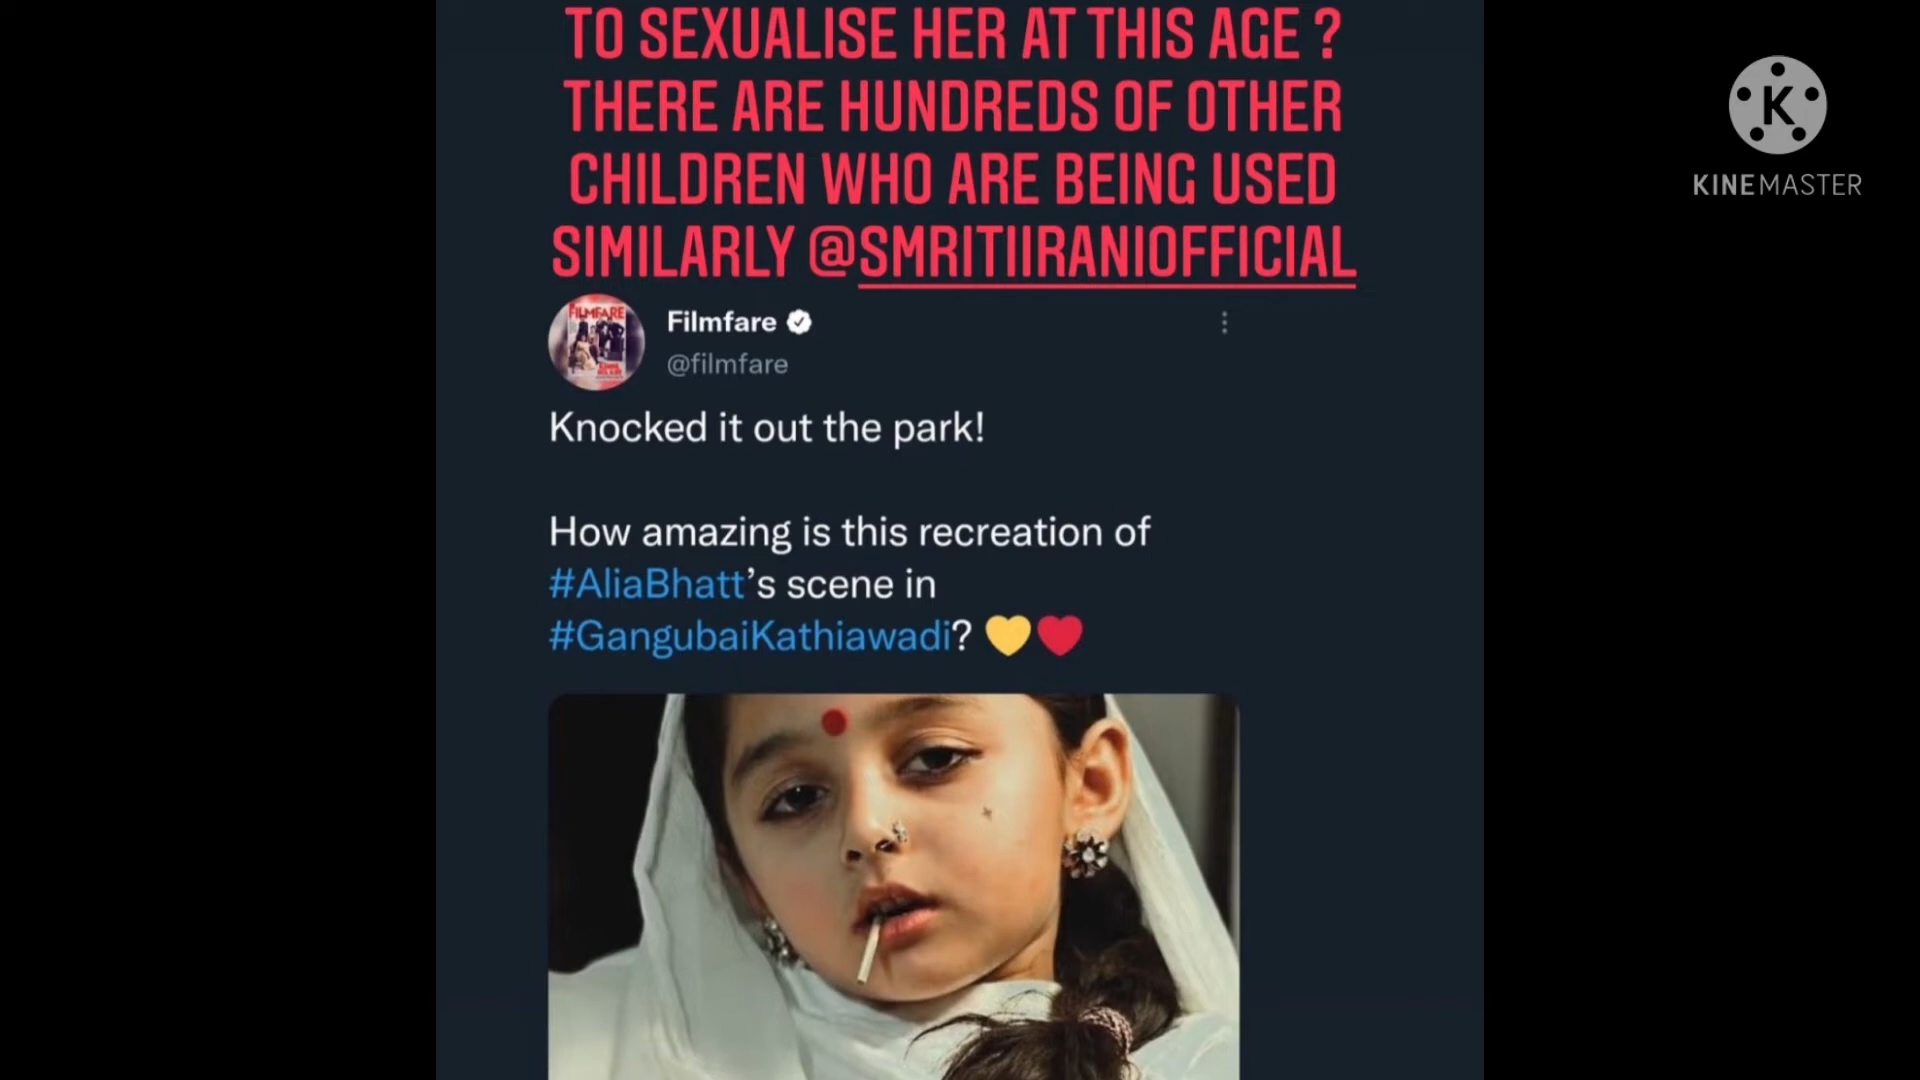 TO SEXUALISE HER AT THIS AGE ?
THERE ARE HUNDREDS OF OTHER
CHILDREN WHO ARE BEING USED
SIMILARLY @SMRITIIRANIOFFICIAL
FILMFARE
Filmfare
@filmfare
Knocked it out the park!
How amazing is this recreation of
#AliaBhatt’s scene in
#GangubaiKathiawadi? 💛❤️
K
KINEMASTER